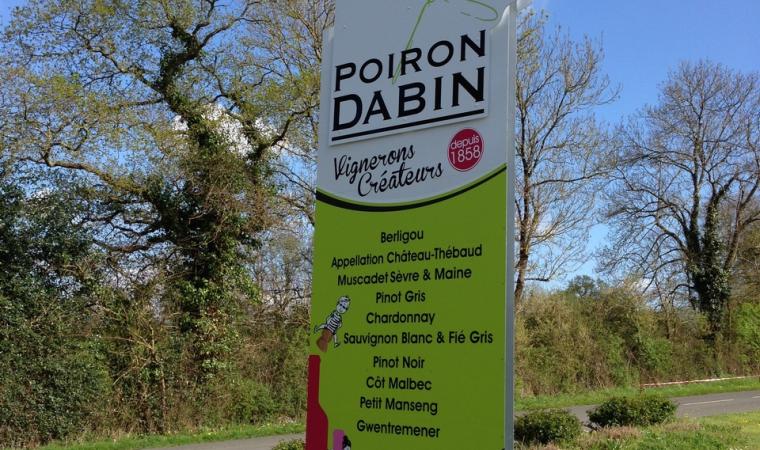 POIRON
DABIN
Vignerons
Créateurs
depuis
1858
Berligou
Appellation Château-Thébaud
Muscadet Sèvre & Maine
Pinot Gris
Chardonnay
Sauvignon Blanc & Fié Gris
Pinot Noir
Côt Malbec
Petit Manseng
Gwentremener